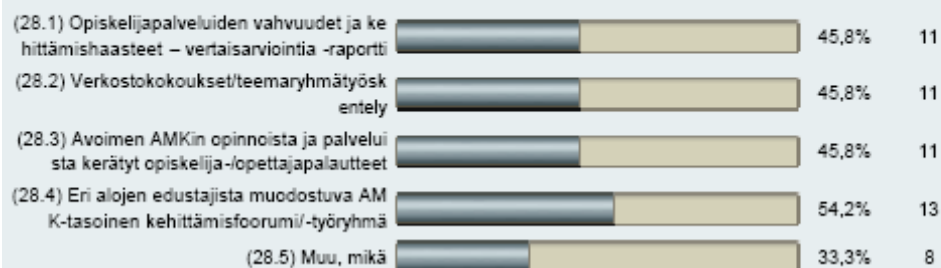 (28.1) Opiskelijapalveluiden vahvuudet ja ke
hittämishaasteet – vertaisarviointia -raportti
45,8% 11
(28.2) Verkostokokoukset/teemaryhmätyösk
entely
45,8% 11
(28.3) Avoimen AMKin opinnoista ja palvelui
sta kerätyt opiskelija-/opettajapalautteet
45,8% 11
(28.4) Eri alojen edustajista muodostuva AM
K-tasoinen kehittämisfoorumi/-työryhmä
54,2% 13
(28.5) Muu, mikä 33,3% 8